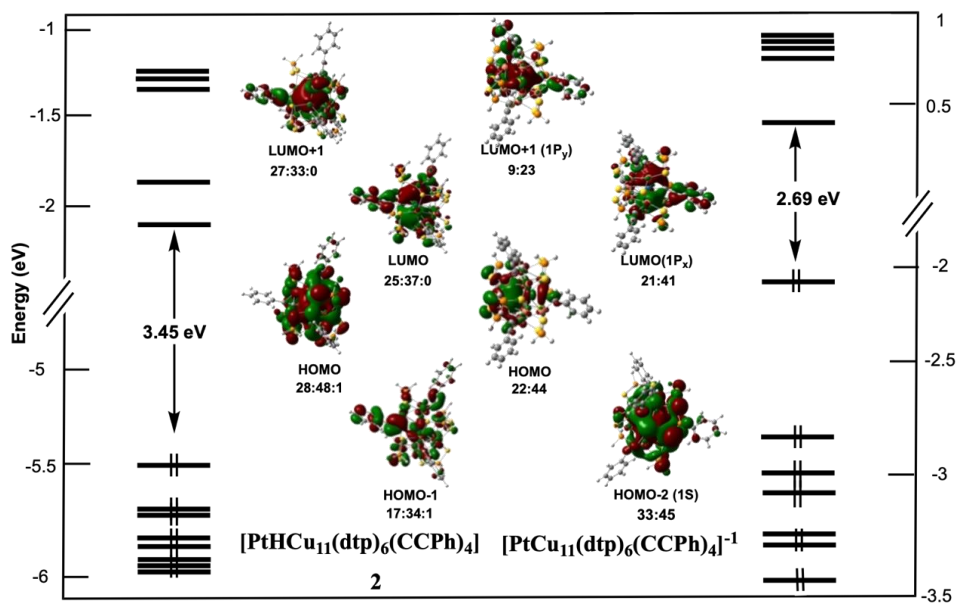 -1
-1.5
-2
-5
-5.5
-6
Energy (eV)
3.45 eV
LUMO+1
27:33:0
LUMO
25:37:0
HOMO
28:48:1
HOMO-1
17:34:1
[PtHCu₁₁(dtp)₆(CCPh)₄]
2
LUMO+1 (1Pᵧ)
9:23
LUMO(1Pₓ)
21:41
HOMO
22:44
HOMO-2 (1S)
33:45
[PtCu₁₁(dtp)₆(CCPh)₄]⁻¹
2.69 eV
1
0.5
-2
-2.5
-3
-3.5